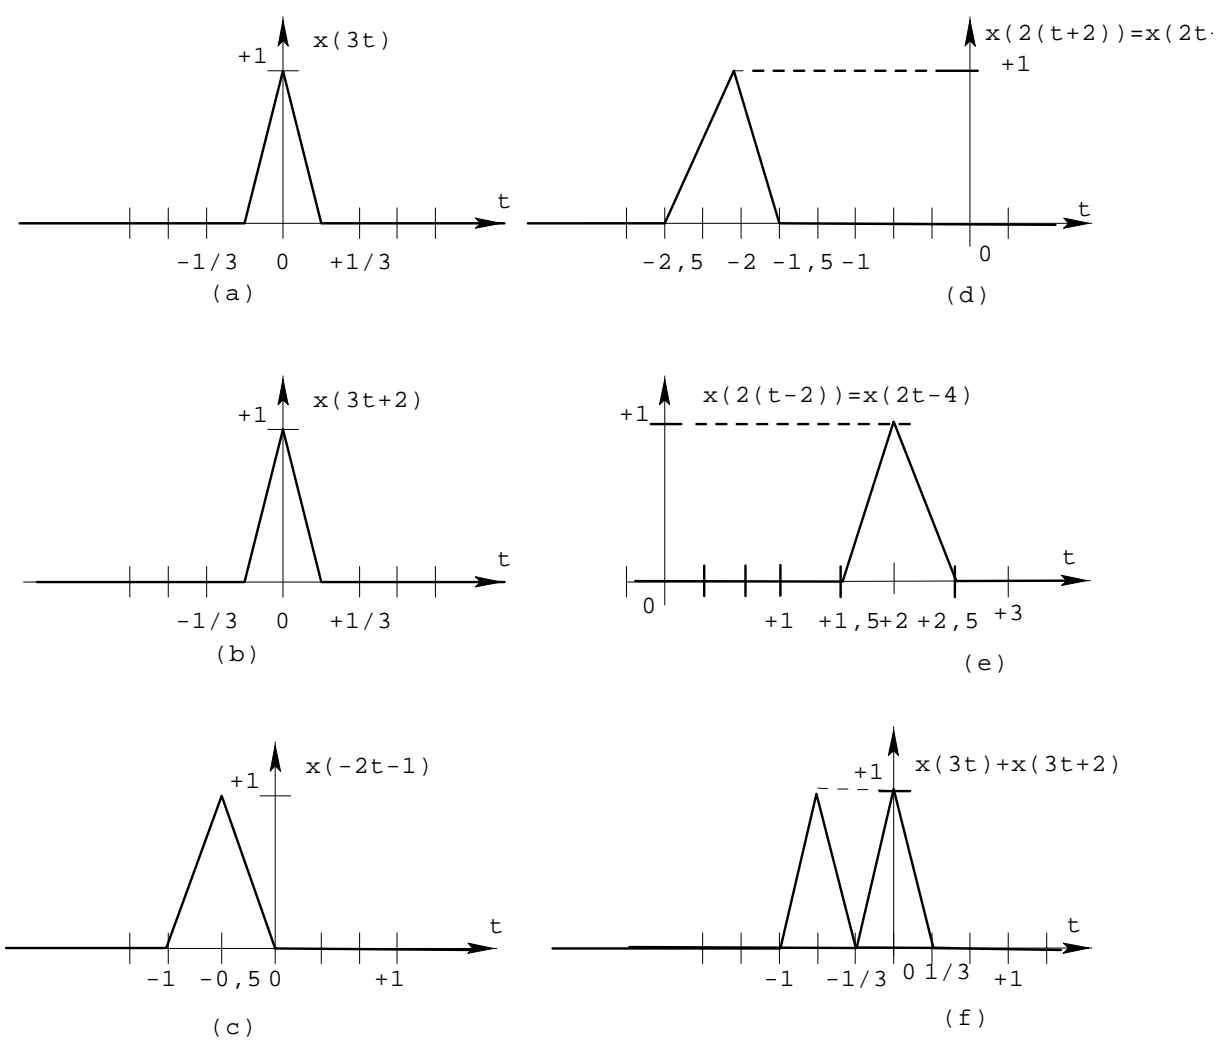 x(3t)
+1
t
-1/3 0 +1/3
(a)
x(2(t+2))=x(2t-
+1
t
-2,5 -2 -1,5 -1
0
(d)
x(3t+2)
+1
t
-1/3 0 +1/3
(b)
x(2(t-2))=x(2t-4)
+1
t
0
+1 +1,5 +2 +2,5 +3
(e)
x(-2t-1)
+1
t
-1 -0,5 0 +1
(c)
x(3t)+x(3t+2)
+1
t
-1 -1/3 0 1/3 +1
(f)